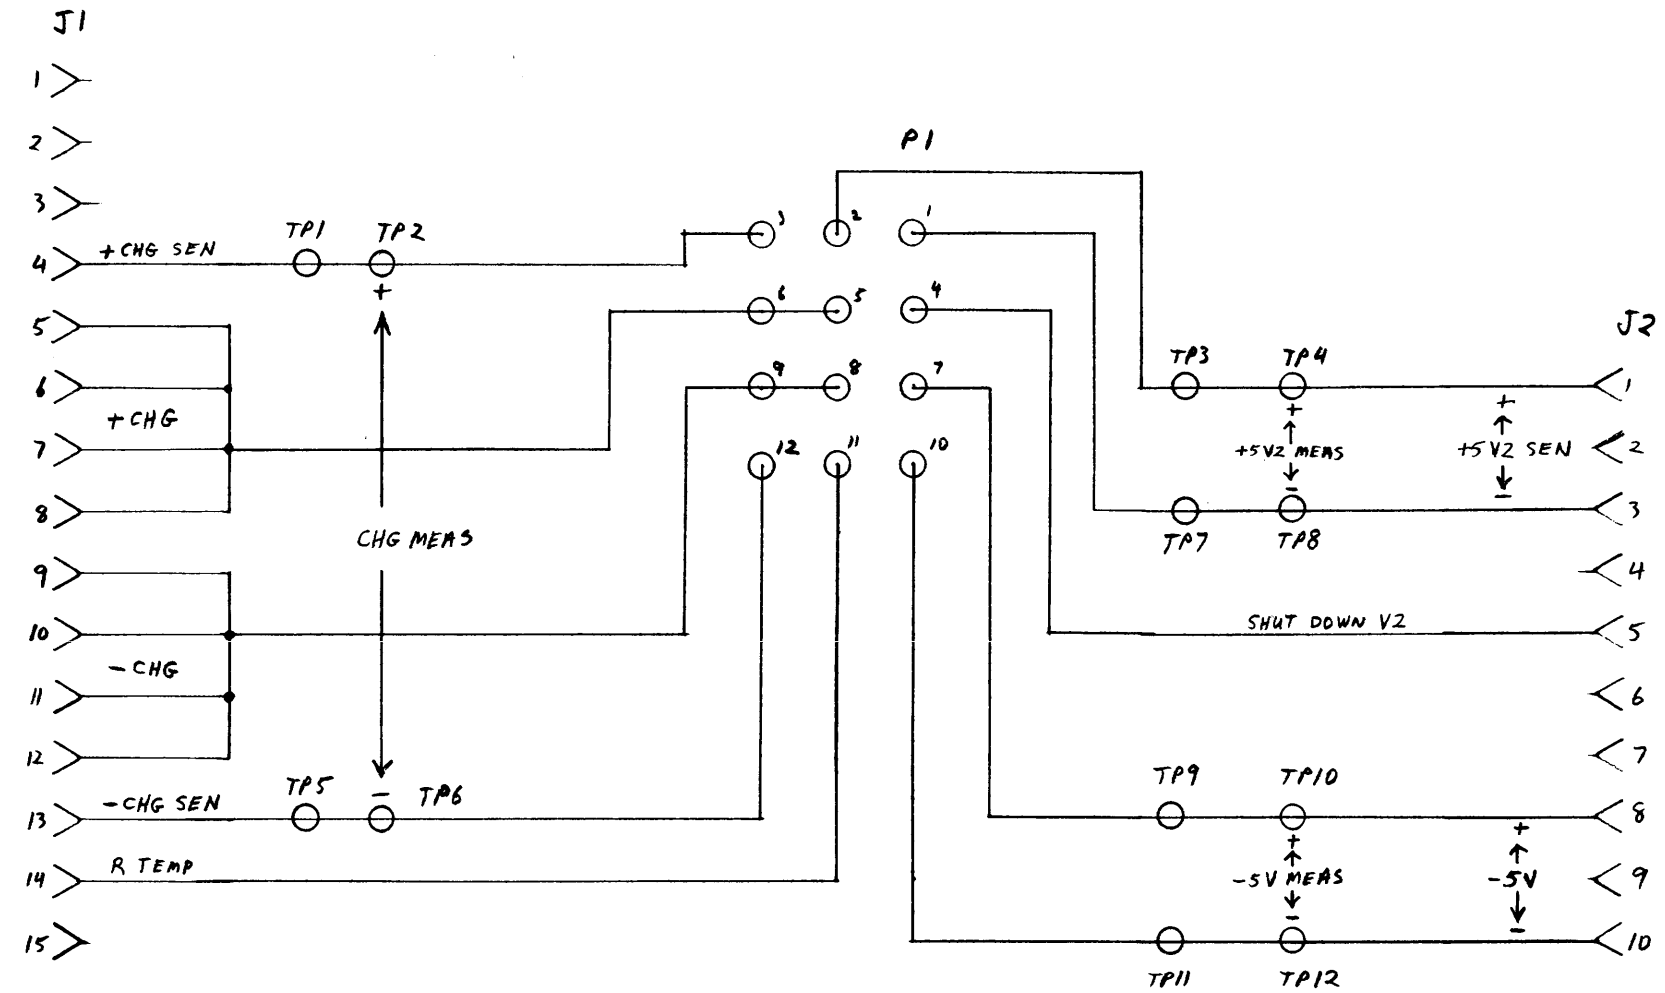 J1
1
2
3
4
+CHG SEN
TP1
TP2
+
5
6
+CHG
7
8
CHG MEAS
9
10
-CHG
11
12
-
13
-CHG SEN
TP5
TP6
14
R TEMP
15
P1
3
2
1
6
5
4
9
8
7
12
11
10
J2
TP3
TP4
1
+
+
+5V2 MEAS
+5V2 SEN
2
-
-
3
TP7
TP8
4
SHUT DOWN V2
5
6
7
TP9
TP10
8
+
+
-5V MEAS
-5V
9
-
-
10
TP11
TP12